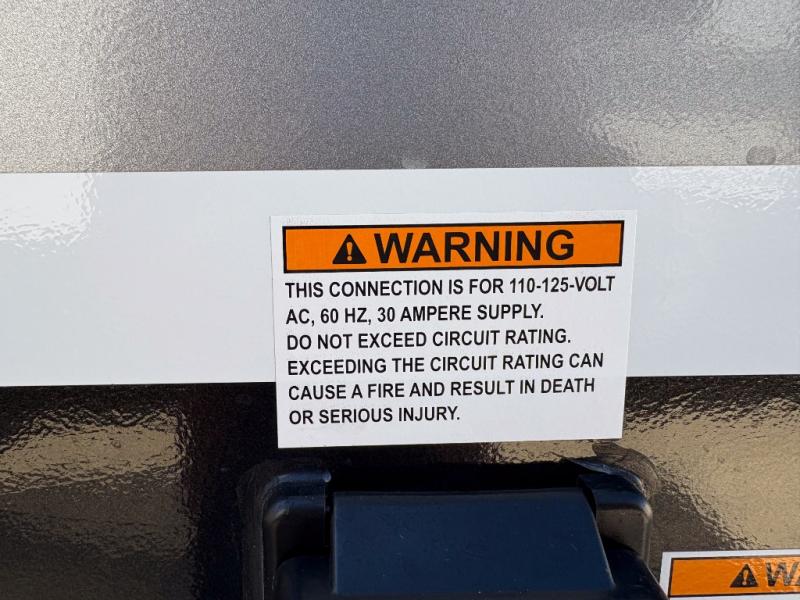 WARNING
THIS CONNECTION IS FOR 110-125-VOLT
AC, 60 HZ, 30 AMPERE SUPPLY.
DO NOT EXCEED CIRCUIT RATING.
EXCEEDING THE CIRCUIT RATING CAN
CAUSE A FIRE AND RESULT IN DEATH
OR SERIOUS INJURY.
WA